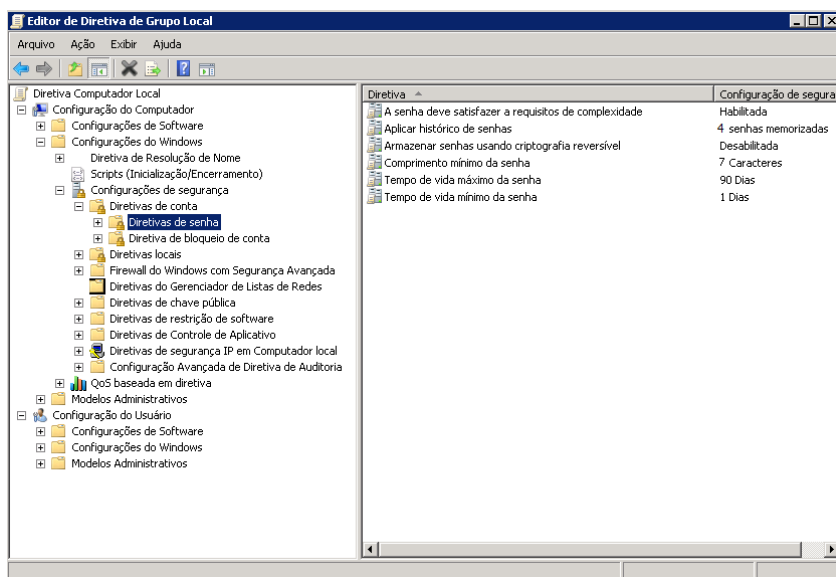 Editor de Diretiva de Grupo Local
Arquivo Ação Exibir Ajuda
Diretiva Computador Local
Configuração do Computador
Configurações de Software
Configurações do Windows
Diretiva de Resolução de Nome
Scripts (Inicialização/Encerramento)
Configurações de segurança
Diretivas de conta
Diretivas de senha
Diretiva de bloqueio de conta
Diretivas locais
Firewall do Windows com Segurança Avançada
Diretivas do Gerenciador de Listas de Redes
Diretivas de chave pública
Diretivas de restrição de software
Diretivas de Controle de Aplicativo
Diretivas de segurança IP em Computador local
Configuração Avançada de Diretiva de Auditoria
QoS baseada em diretiva
Modelos Administrativos
Configuração do Usuário
Configurações de Software
Configurações do Windows
Modelos Administrativos
Diretiva Configuração de segura
A senha deve satisfazer a requisitos de complexidade Habilitada
Aplicar histórico de senhas 4 senhas memorizadas
Armazenar senhas usando criptografia reversível Desabilitada
Comprimento mínimo da senha 7 Caracteres
Tempo de vida máximo da senha 90 Dias
Tempo de vida mínimo da senha 1 Dias